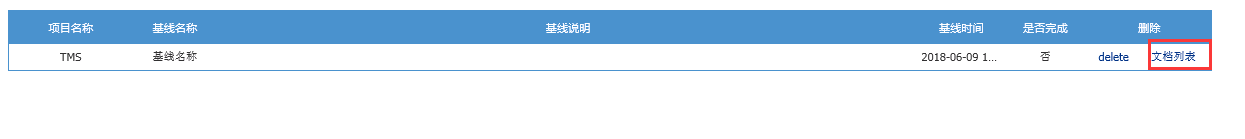 项目名称 基线名称 基线说明 基线时间 是否完成 删除
TMS 基线名称 2018-06-09 1... 否 delete 文档列表